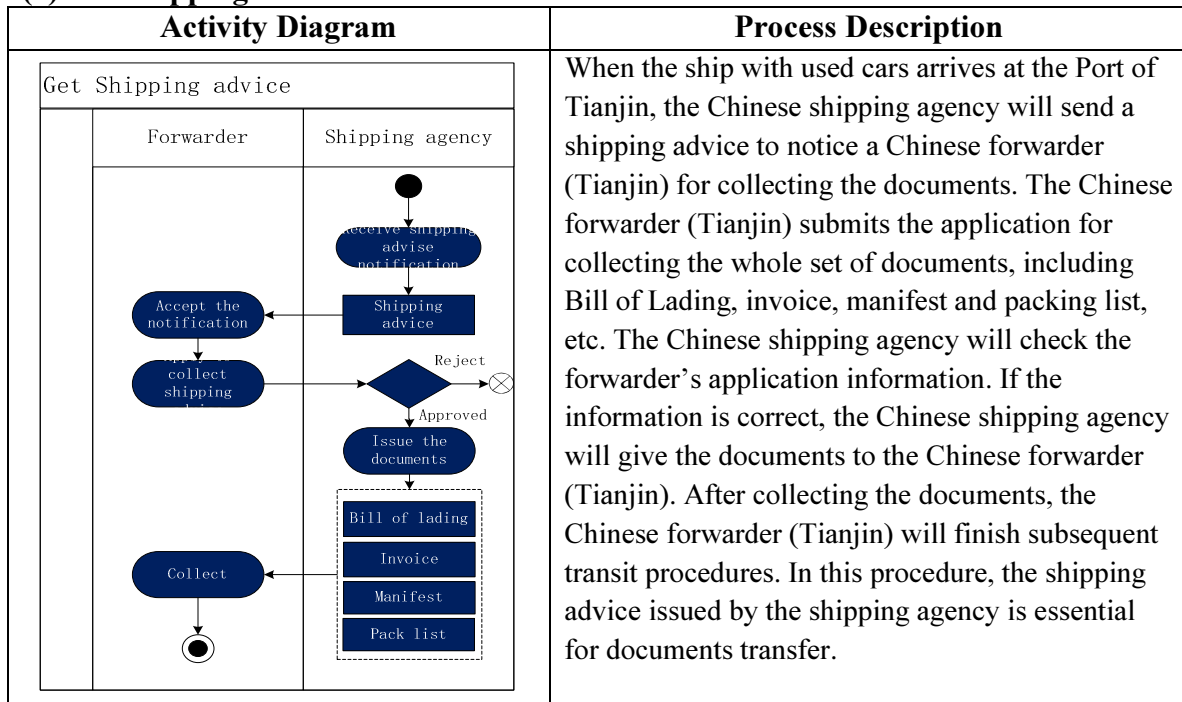 Activity Diagram
Process Description
Get Shipping advice
Forwarder
Shipping agency
Receive shipping
advise
notification
Accept the
notification
Shipping
advice
collect
shipping
Reject
Approved
Issue the
documents
Bill of lading
Invoice
Collect
Manifest
Pack list
When the ship with used cars arrives at the Port of
Tianjin, the Chinese shipping agency will send a
shipping advice to notice a Chinese forwarder
(Tianjin) for collecting the documents. The Chinese
forwarder (Tianjin) submits the application for
collecting the whole set of documents, including
Bill of Lading, invoice, manifest and packing list,
etc. The Chinese shipping agency will check the
forwarder’s application information. If the
information is correct, the Chinese shipping agency
will give the documents to the Chinese forwarder
(Tianjin). After collecting the documents, the
Chinese forwarder (Tianjin) will finish subsequent
transit procedures. In this procedure, the shipping
advice issued by the shipping agency is essential
for documents transfer.